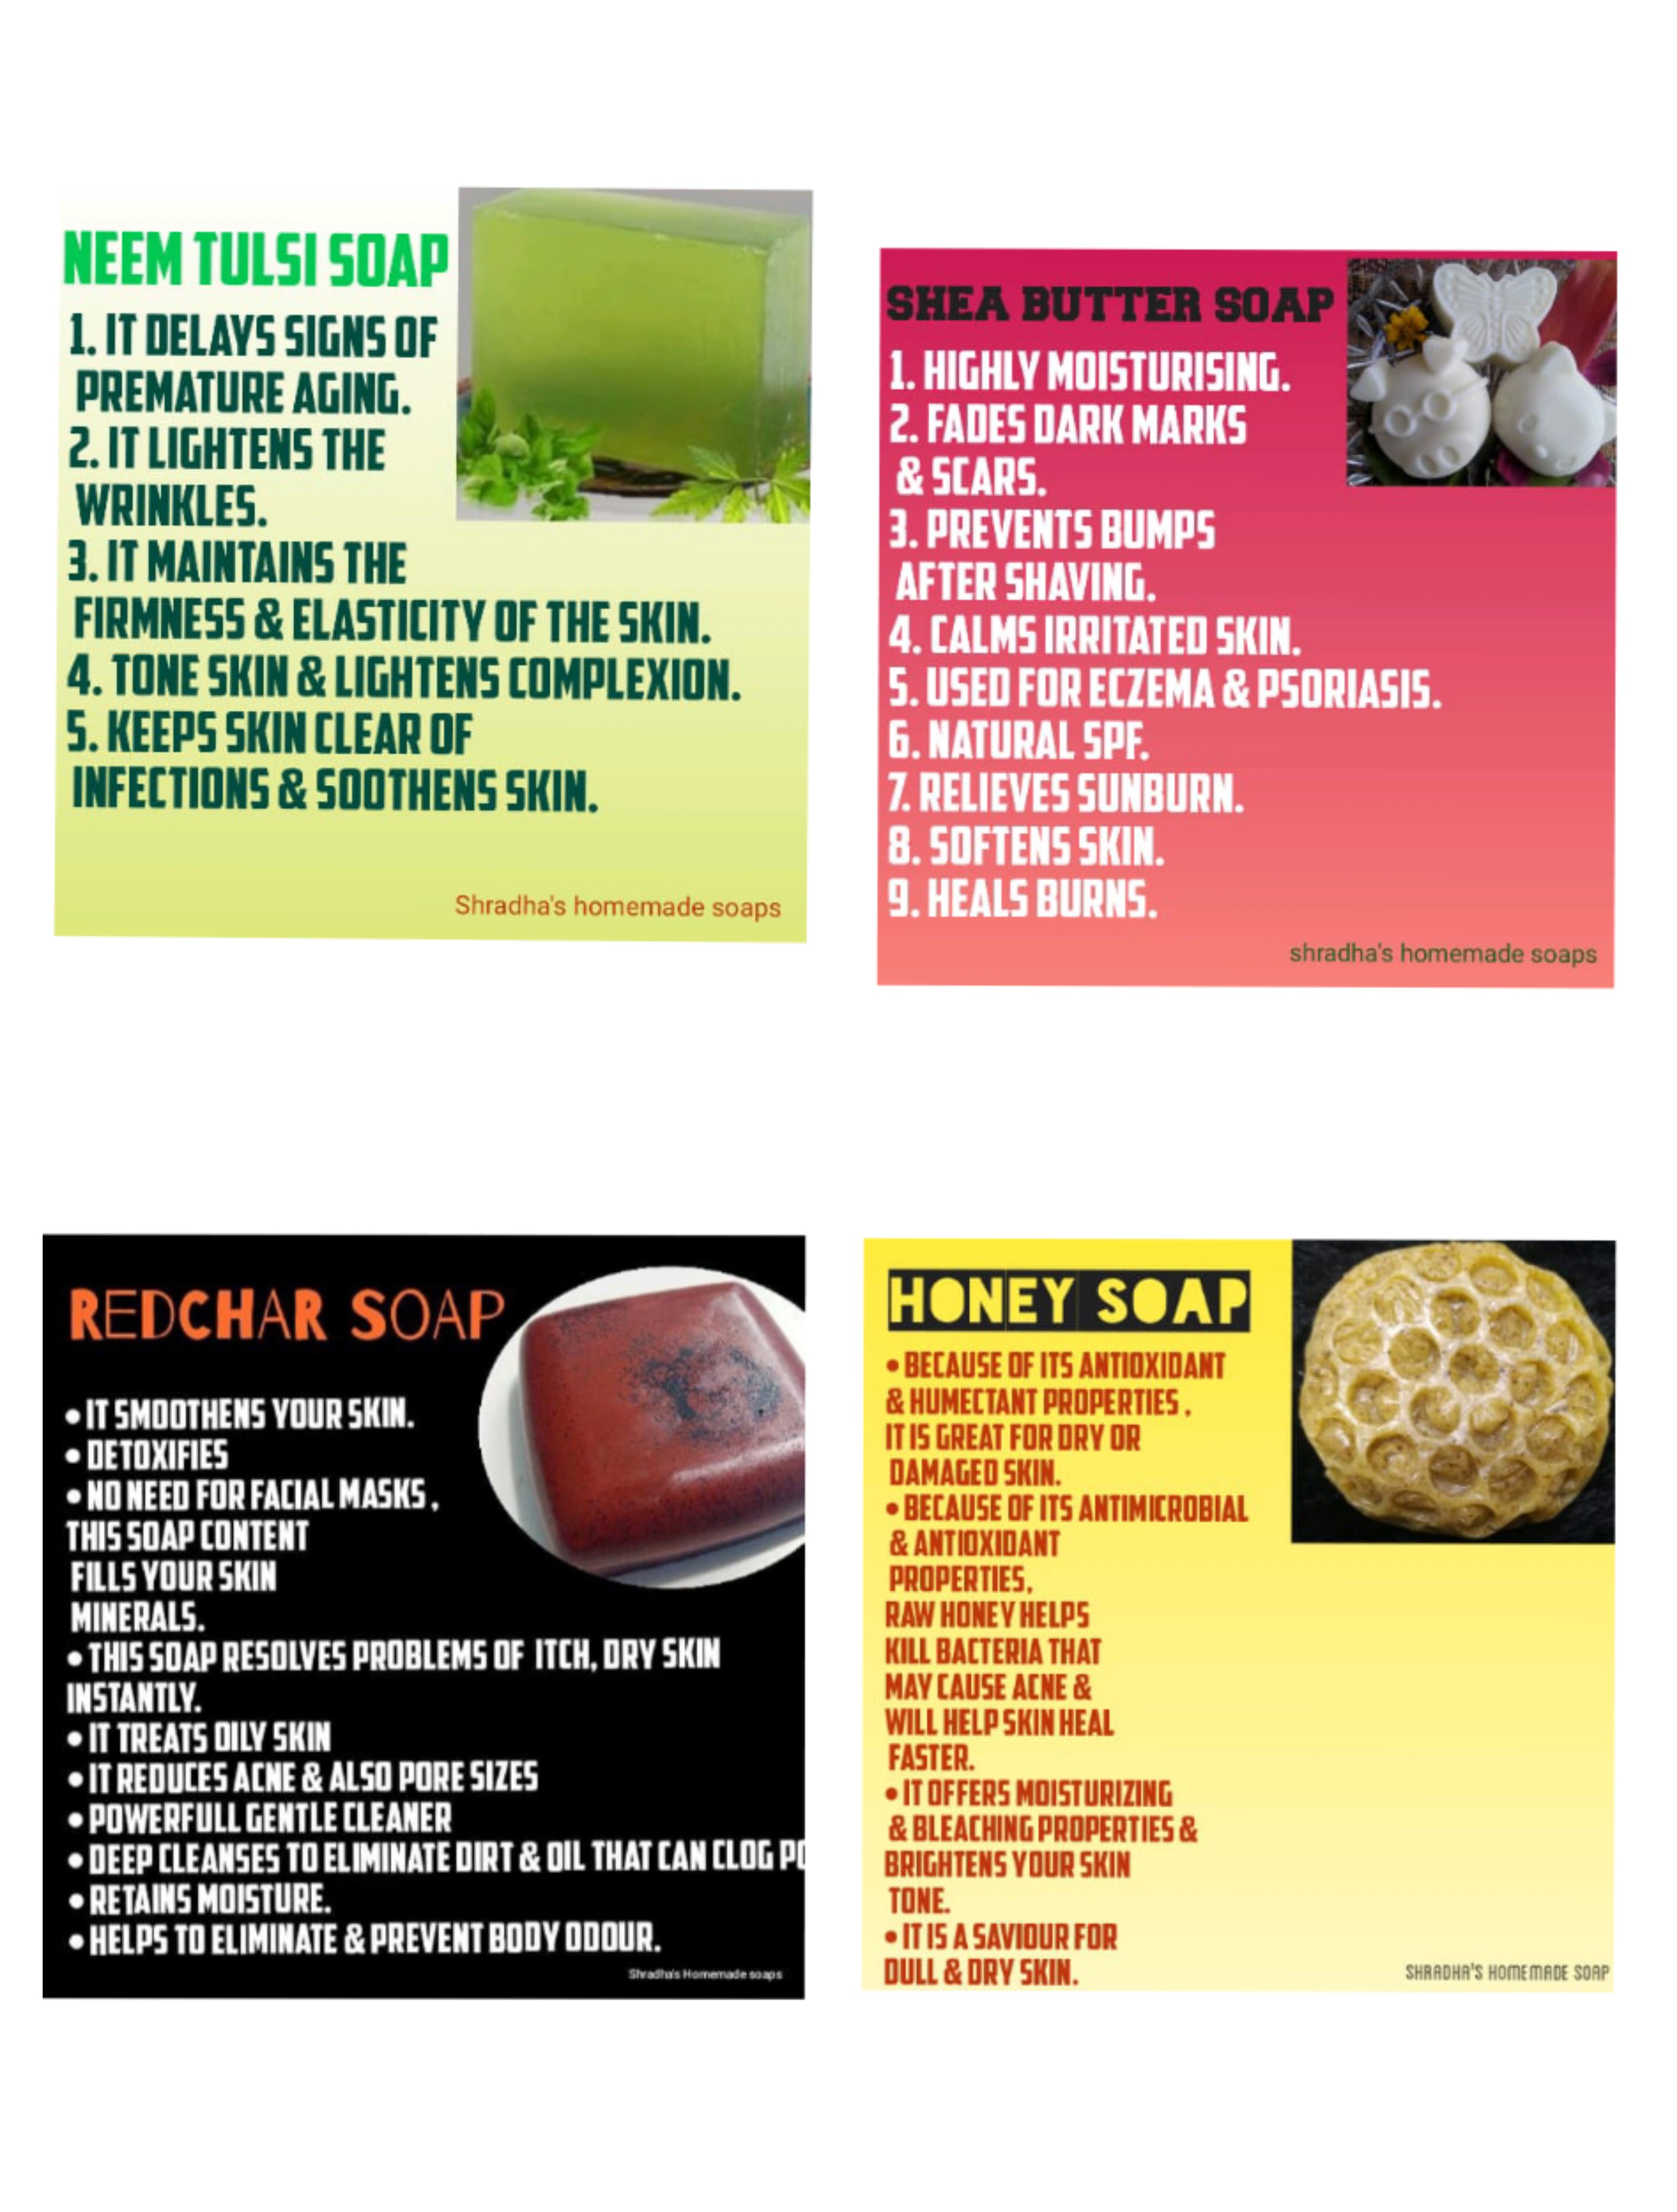 NEEM TULSI SOAP
1. IT DELAYS SIGNS OF
PREMATURE AGING.
2. IT LIGHTENS THE
WRINKLES.
3. IT MAINTAINS THE
FIRMNESS & ELASTICITY OF THE SKIN.
4. TONE SKIN & LIGHTENS COMPLEXION.
5. KEEPS SKIN CLEAR OF
INFECTIONS & SOOTHENS SKIN.
Shradha's homemade soaps
SHEA BUTTER SOAP
1. HIGHLY MOISTURISING.
2. FADES DARK MARKS
& SCARS.
3. PREVENTS BUMPS
AFTER SHAVING.
4. CALMS IRRITATED SKIN.
5. USED FOR ECZEMA & PSORIASIS.
6. NATURAL SPF.
7. RELIEVES SUNBURN.
8. SOFTENS SKIN.
9. HEALS BURNS.
shradha's homemade soaps
REDCHAR SOAP
• IT SMOOTHENS YOUR SKIN.
• DETOXIFIES
• NO NEED FOR FACIAL MASKS,
THIS SOAP CONTENT
FILLS YOUR SKIN
MINERALS.
• THIS SOAP RESOLVES PROBLEMS OF ITCH, DRY SKIN
INSTANTLY.
• IT TREATS OILY SKIN
• IT REDUCES ACNE & ALSO PORE SIZES
• POWERFULL GENTLE CLEANER
• DEEP CLEANSES TO ELIMINATE DIRT & OIL THAT CAN CLOG
• RETAINS MOISTURE.
• HELPS TO ELIMINATE & PREVENT BODY ODOUR.
Shradha's Homemade soaps
HONEY SOAP
• BECAUSE OF ITS ANTIOXIDANT
& HUMECTANT PROPERTIES .
IT IS GREAT FOR DRY OR
DAMAGED SKIN.
• BECAUSE OF ITS ANTIMICROBIAL
& ANTIOXIDANT
PROPERTIES,
RAW HONEY HELPS
KILL BACTERIA THAT
MAY CAUSE ACNE &
WILL HELP SKIN HEAL
FASTER.
• IT OFFERS MOISTURIZING
& BLEACHING PROPERTIES &
BRIGHTENS YOUR SKIN
TONE.
• IT IS A SAVIOUR FOR
DULL & DRY SKIN.
SHRADHA'S HOMEMADE SOAP